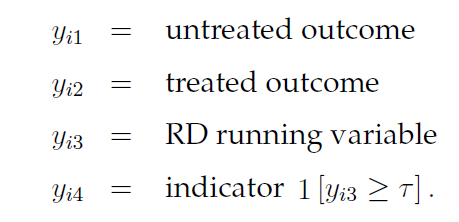 y_{i1} = untreated outcome
y_{i2} = treated outcome
y_{i3} = RD running variable
y_{i4} = indicator 1 [y_{i3} ≥ τ] .